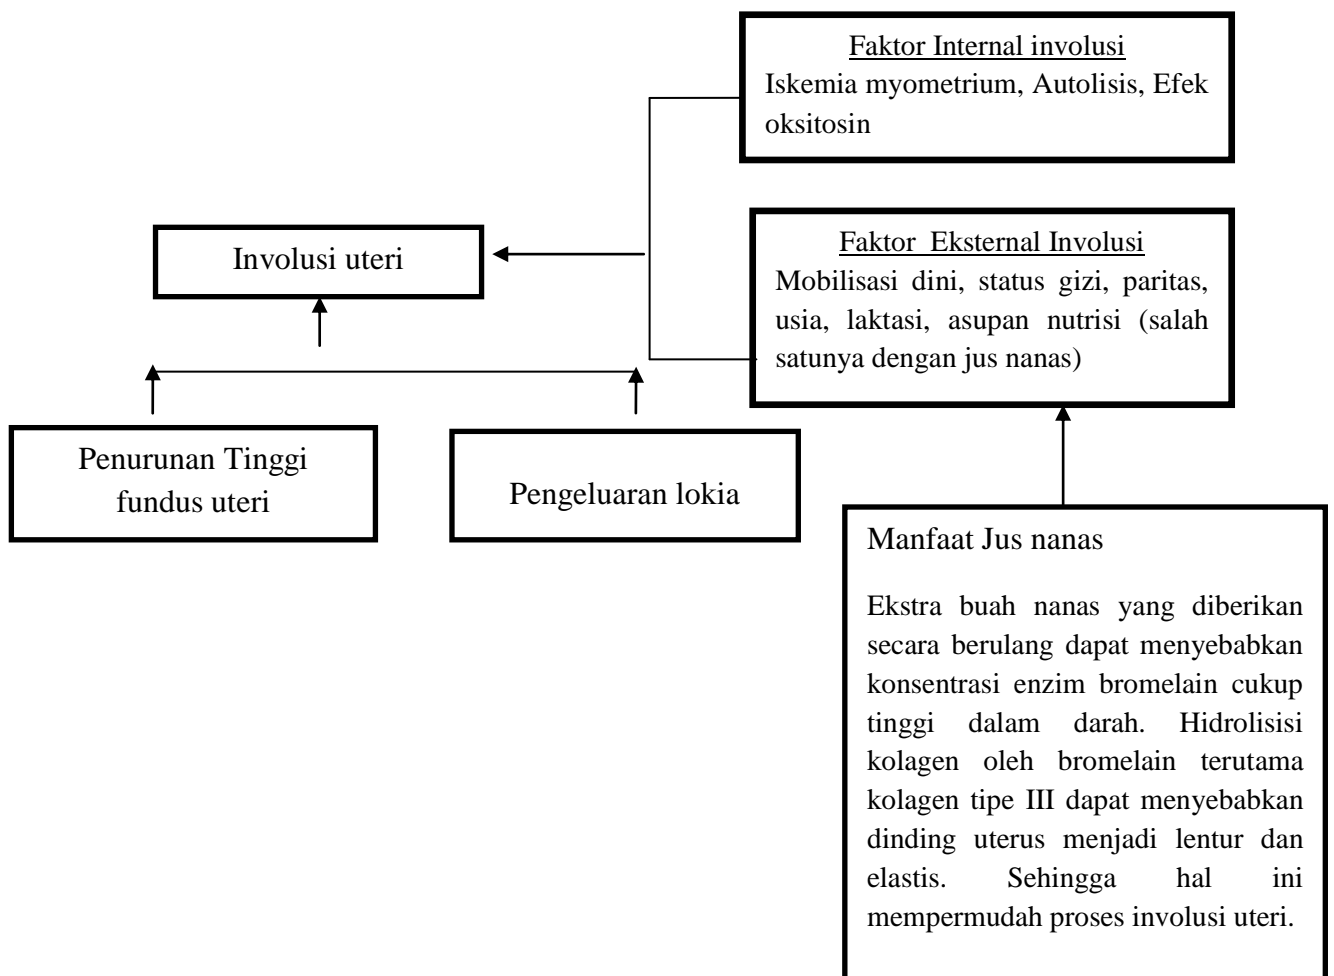 Faktor Internal involusi
Iskemia myometrium, Autolisis, Efek
oksitosin
Involusi uteri
Faktor Eksternal Involusi
Mobilisasi dini, status gizi, paritas,
usia, laktasi, asupan nutrisi (salah
satunya dengan jus nanas)
Penurunan Tinggi
fundus uteri
Pengeluaran lokia
Manfaat Jus nanas
Ekstra buah nanas yang diberikan
secara berulang dapat menyebabkan
konsentrasi enzim bromelain cukup
tinggi dalam darah. Hidrolisisi
kolagen oleh bromelain terutama
kolagen tipe III dapat menyebabkan
dinding uterus menjadi lentur dan
elastis. Sehingga hal ini
mempermudah proses involusi uteri.